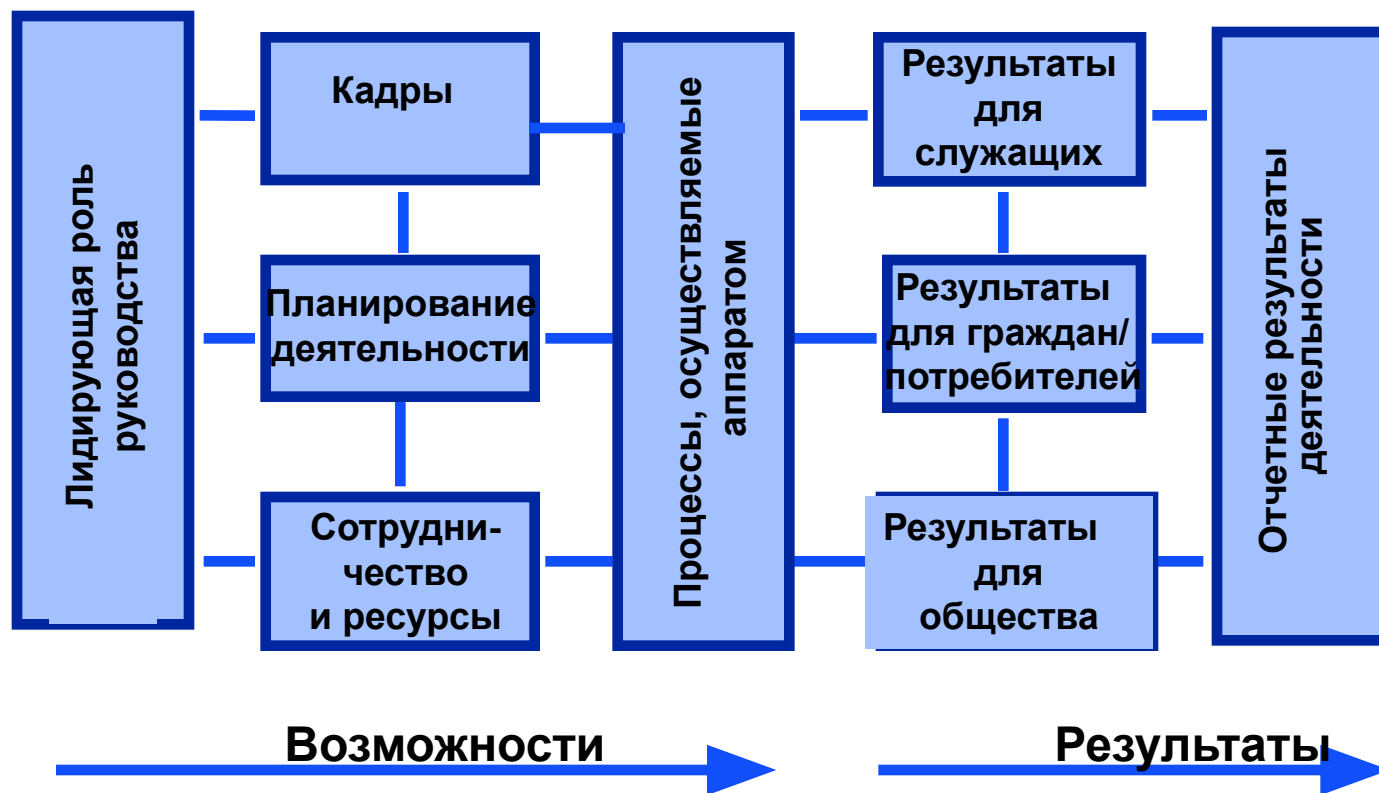 Лидирующая роль
руководства
Кадры
Планирование
деятельности
Сотрудни-
чество
и ресурсы
Процессы, осуществляемые
аппаратом
Результаты
для
служащих
Результаты
для граждан/
потребителей
Результаты
для
общества
Отчетные результаты
деятельности
Возможности
Результаты